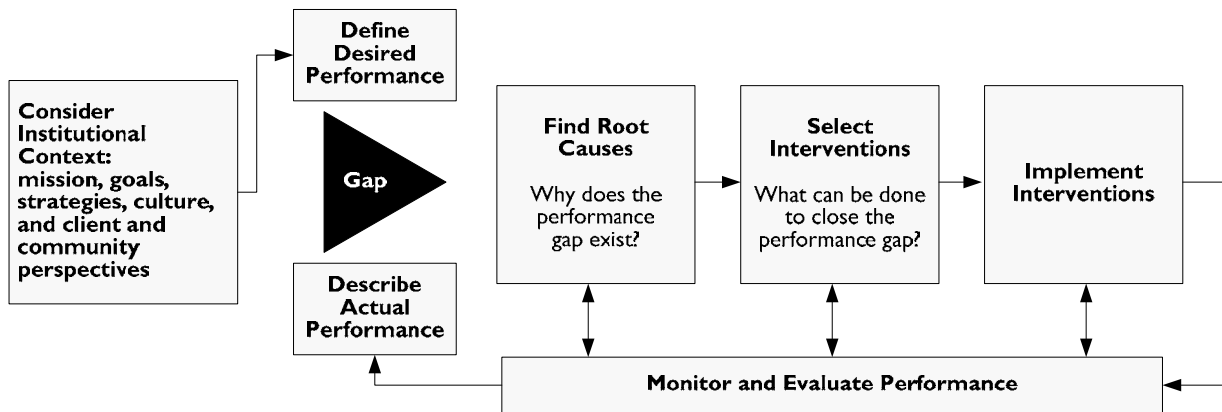 Consider
Institutional
Context:
mission, goals,
strategies, culture,
and client and
community
perspectives
Define
Desired
Performance
Gap
Describe
Actual
Performance
Find Root
Causes
Why does the
performance
gap exist?
Select
Interventions
What can be done
to close the
performance gap?
Implement
Interventions
Monitor and Evaluate Performance